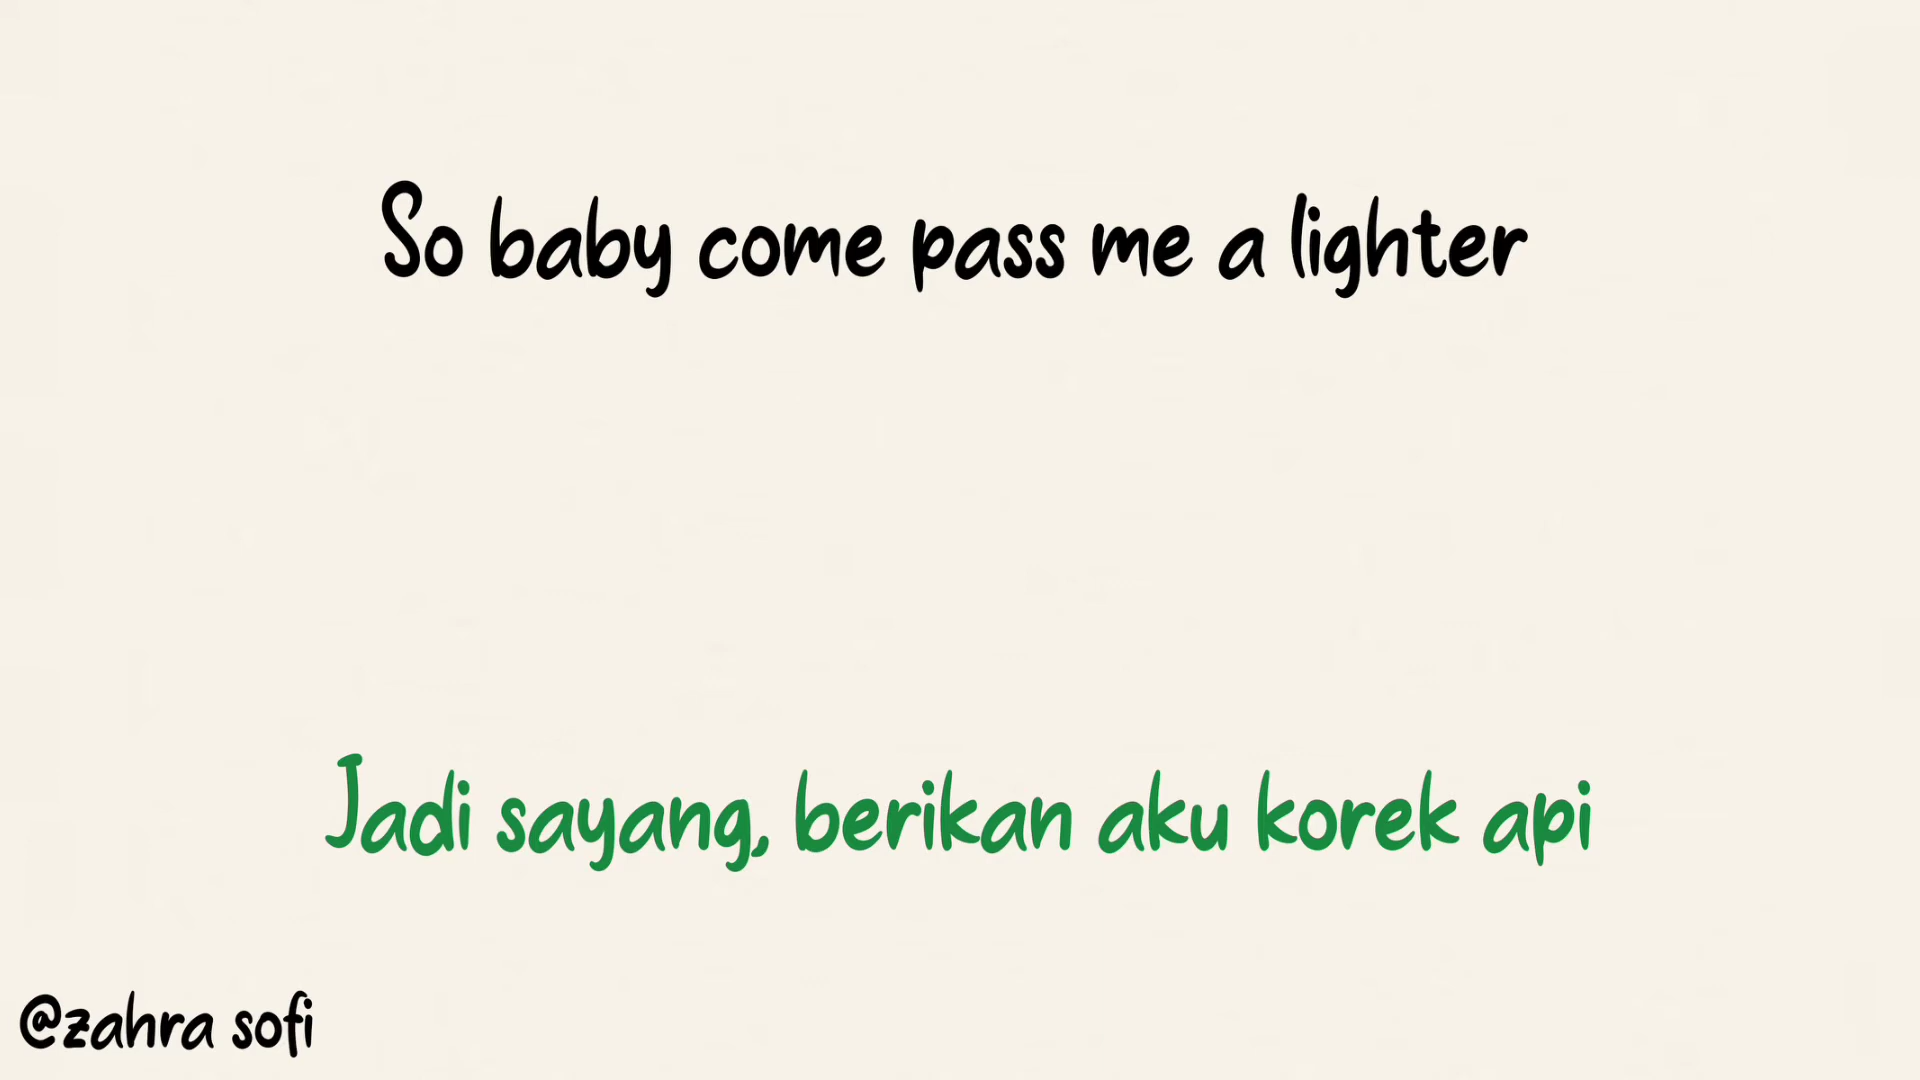 So baby come pass me a lighter
Jadi sayang, berikan aku korek api
@zahra sofi